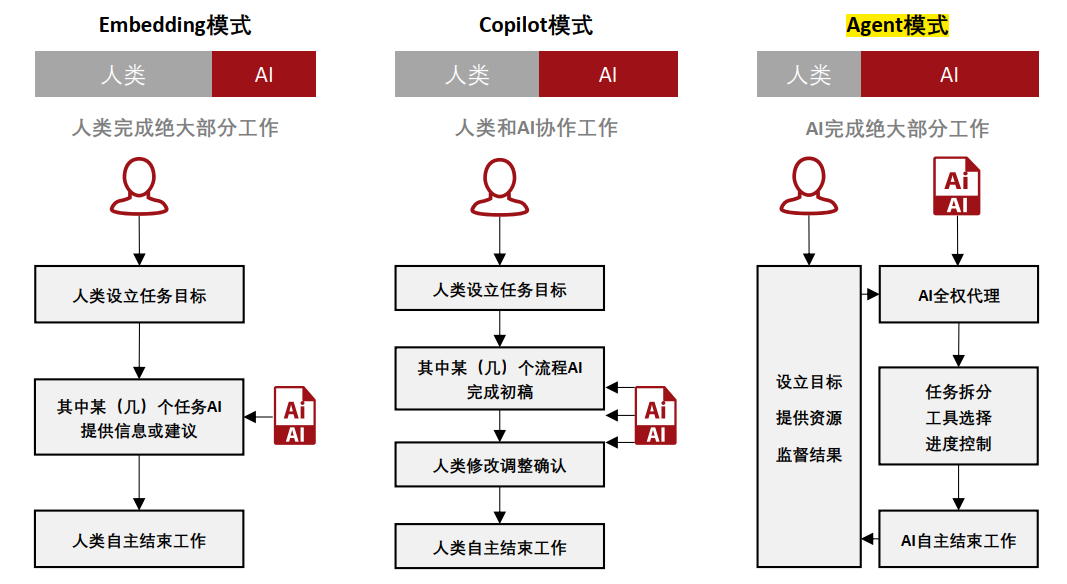 Embedding模式
人类
AI
人类完成绝大部分工作
人类设立任务目标
其中某（几）个任务AI
提供信息或建议
Ai
AI
人类自主结束工作
Copilot模式
人类
AI
人类和AI协作工作
人类设立任务目标
其中某（几）个流程AI
完成初稿
Ai
AI
人类修改调整确认
人类自主结束工作
Agent模式
人类
AI
AI完成绝大部分工作
Ai
AI
设立目标
提供资源
监督结果
AI全权代理
任务拆分
工具选择
进度控制
AI自主结束工作